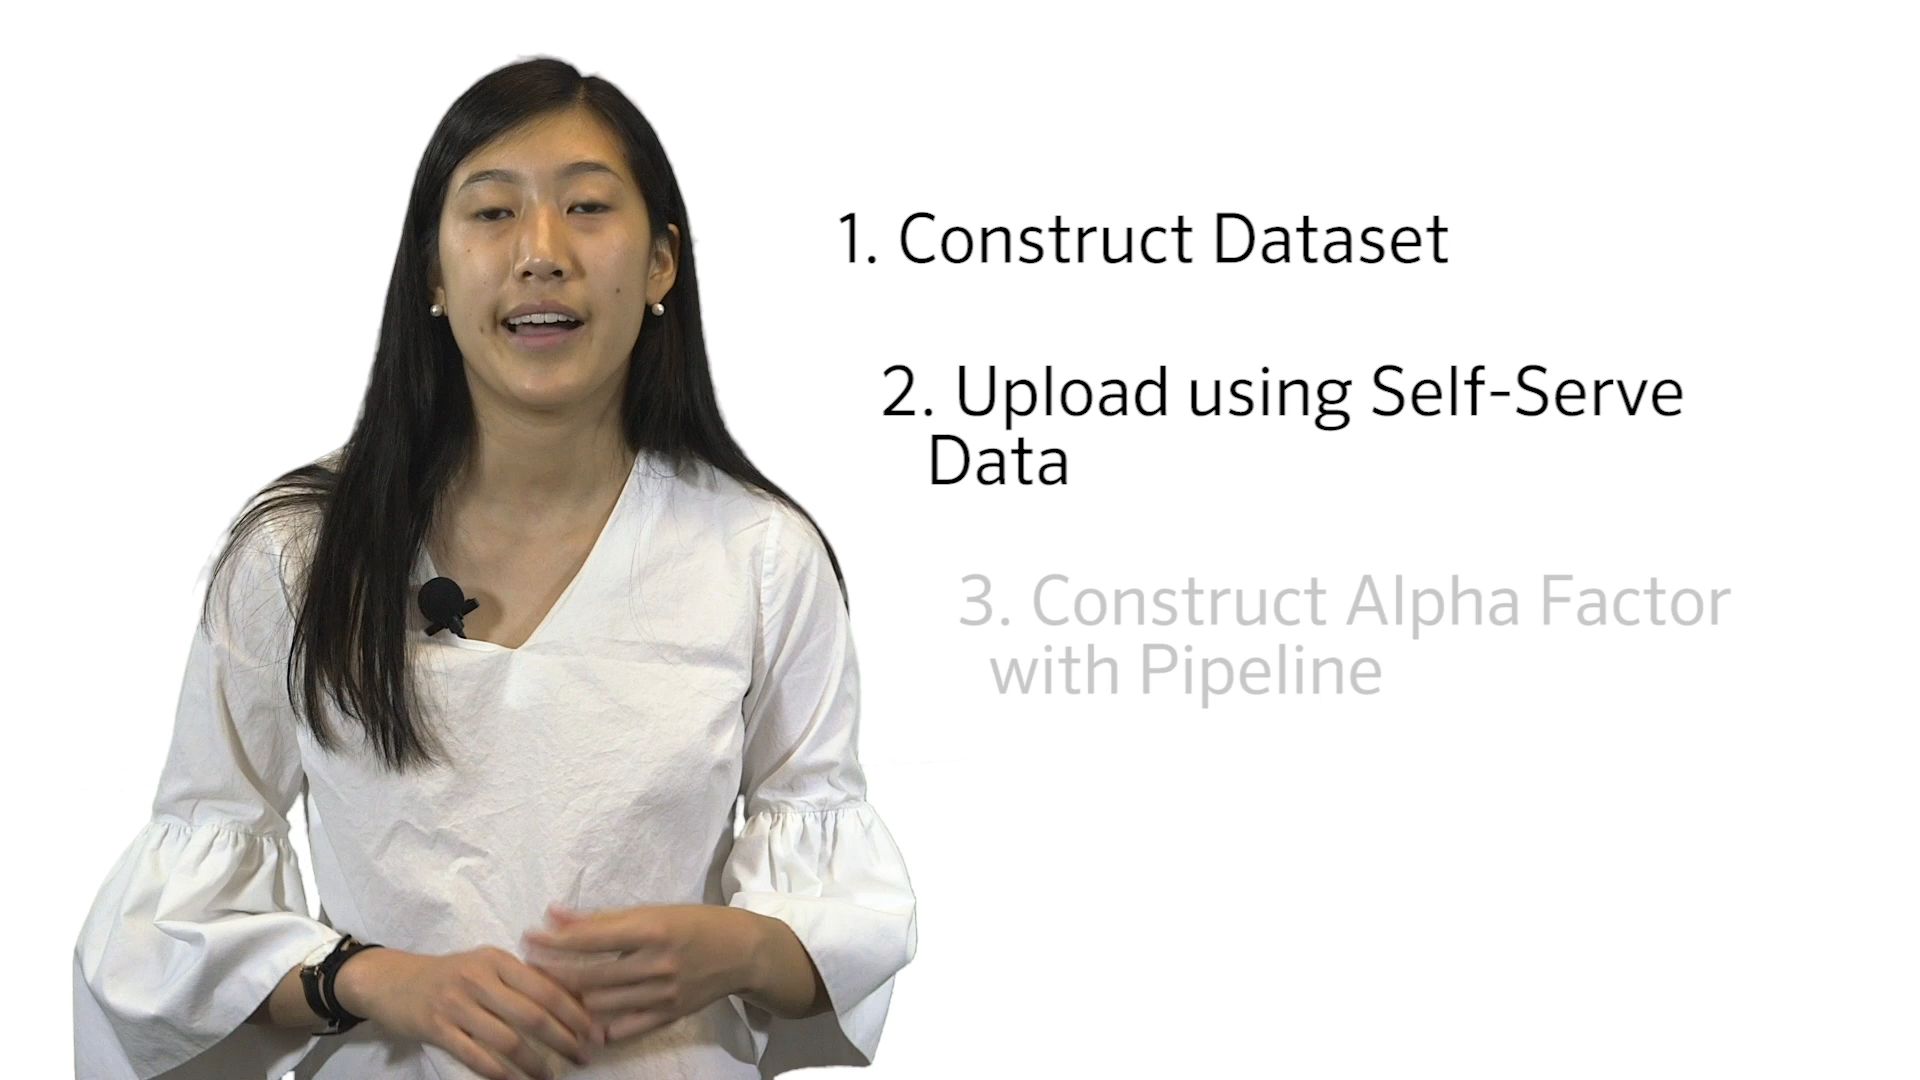 1. Construct Dataset
2. Upload using Self-Serve
Data
3. Construct Alpha Factor
with Pipeline